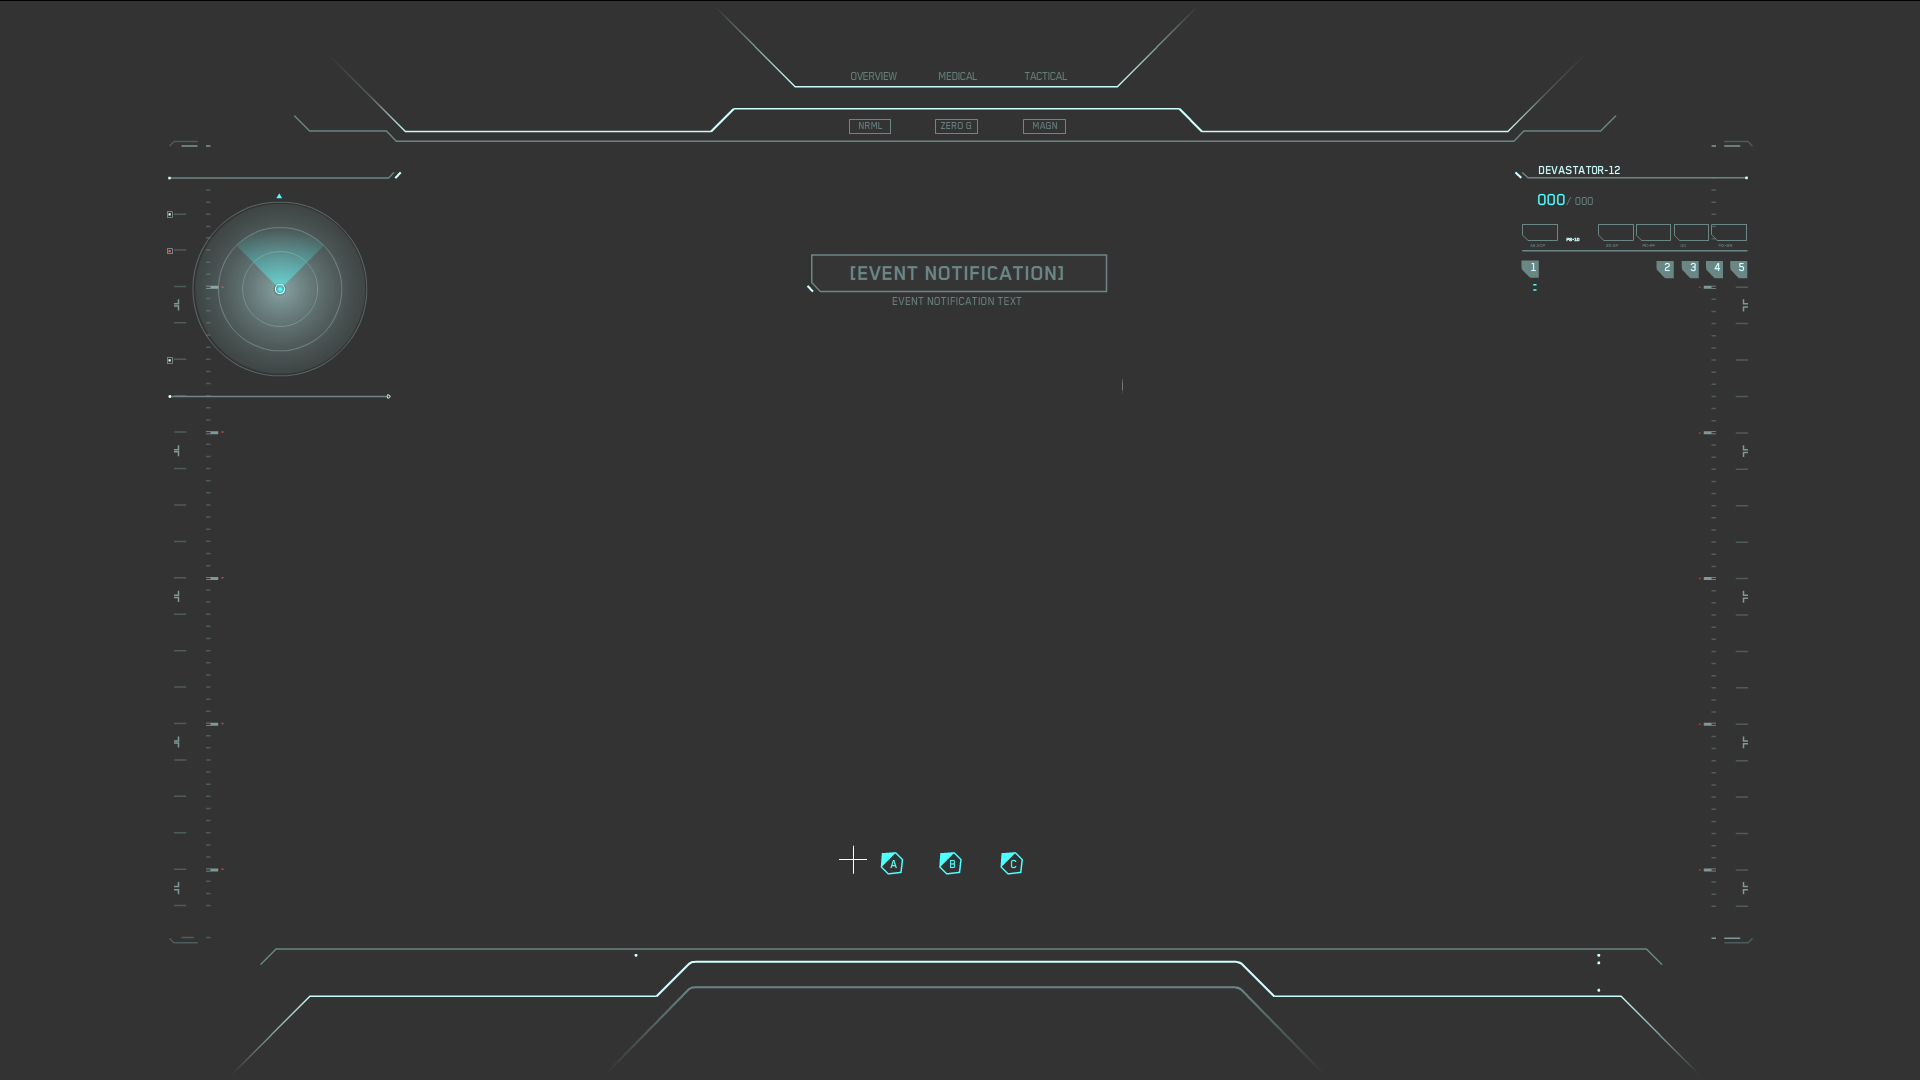 OVERVIEW MEDICAL TACTICAL
NRML ZERO G MAGN
DEVASTATOR-12
000/ 000
1 2 3 4 5
[EVENT NOTIFICATION]
EVENT NOTIFICATION TEXT
A B C